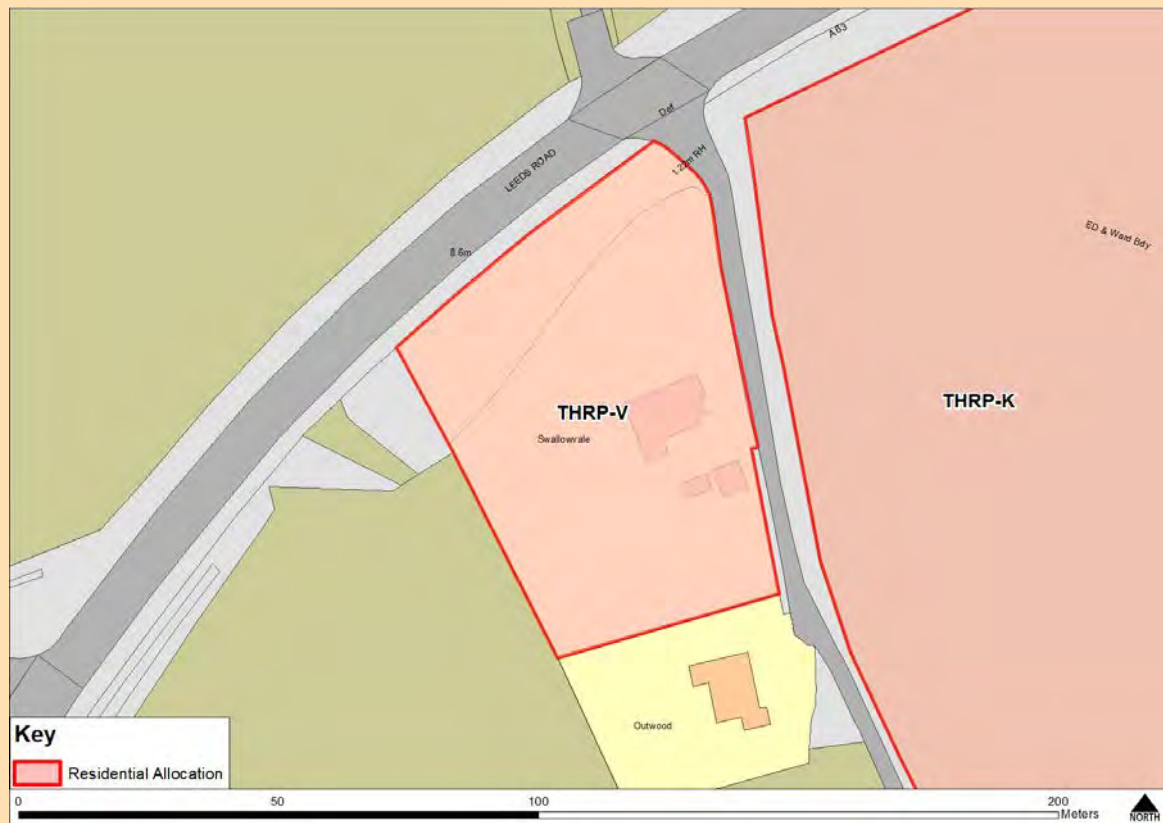 A63
Def
1.22m RH
LEEDS ROAD
ED & Ward Bdy
8.6m
THRP-K
THRP-V
Swallowvale
Outwood
Key
Residential Allocation
0 50 100 200
Meters
NORTH